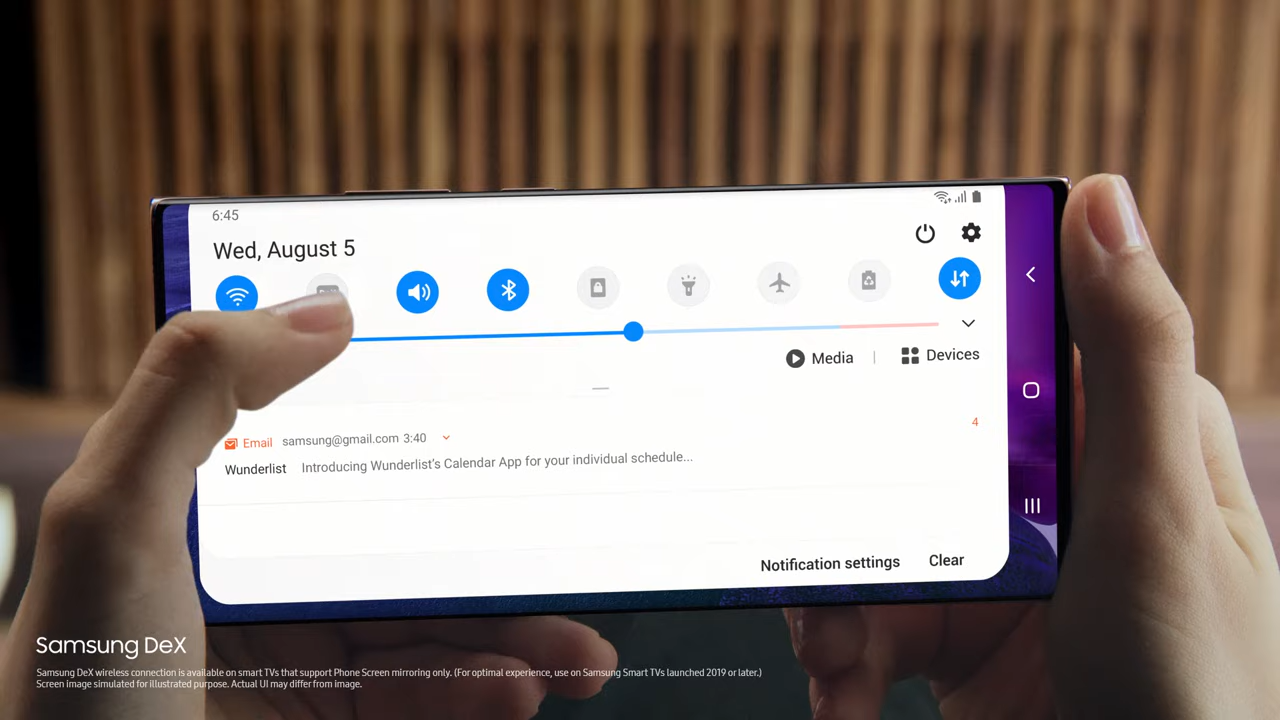 6:45
Wed, August 5
Media | Devices
4
Email samsung@gmail.com 3:40
Wunderlist Introducing Wunderlist's Calendar App for your individual schedule...
Notification settings Clear
Samsung DeX
Samsung DeX wireless connection is available on smart TVs that support Phone Screen mirroring only. (For optimal experience, use on Samsung Smart TVs launched 2019 or later.)
Screen image simulated for illustrated purpose. Actual UI may differ from image.